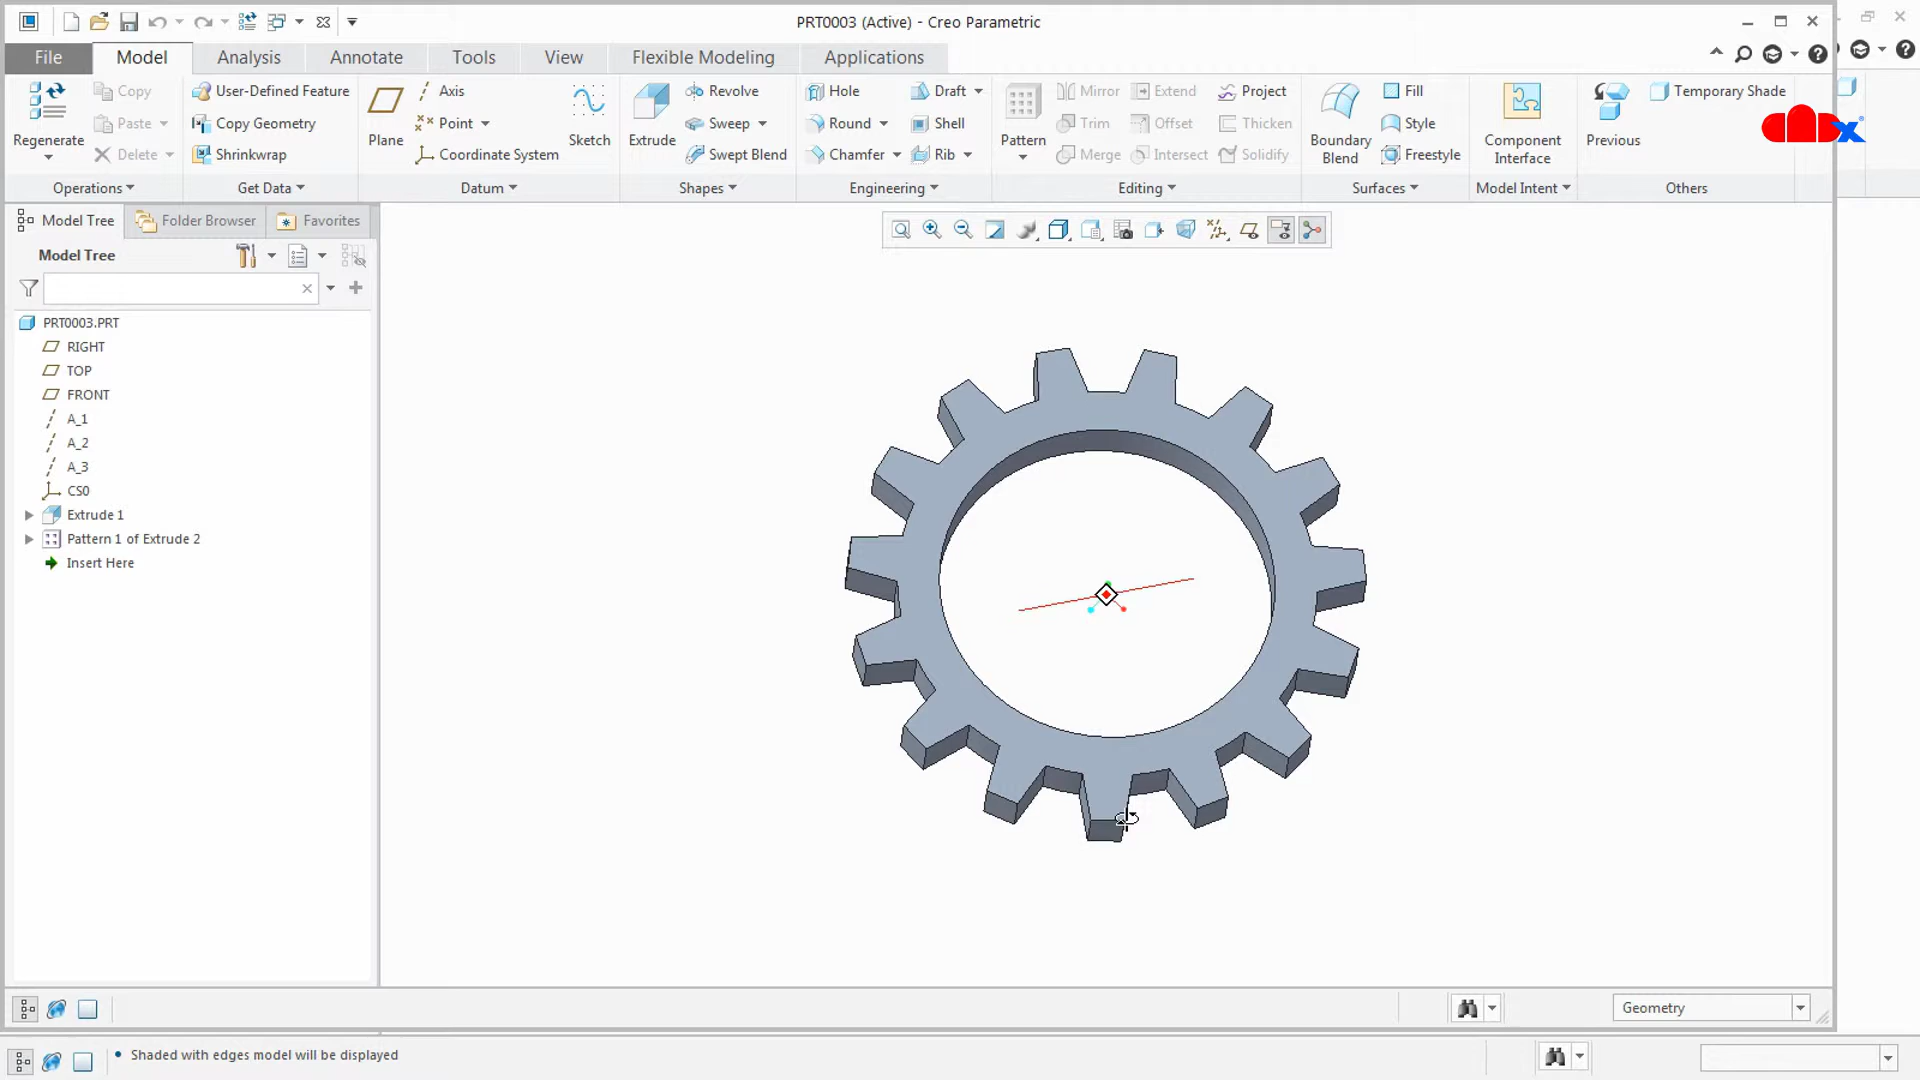 PRT0003 (Active) - Creo Parametric
File Model Analysis Annotate Tools View Flexible Modeling Applications
Regenerate
Copy
Paste
Delete
Operations
User-Defined Feature
Copy Geometry
Shrinkwrap
Get Data
Plane
Axis
Point
Coordinate System
Sketch
Datum
Extrude
Revolve
Sweep
Swept Blend
Shapes
Hole
Round
Chamfer
Draft
Shell
Rib
Engineering
Pattern
Mirror
Trim
Merge
Extend
Offset
Intersect
Project
Thicken
Solidify
Editing
Boundary
Blend
Fill
Style
Freestyle
Surfaces
Component
Interface
Model Intent
Previous
Temporary Shade
Others
CADx
Model Tree Folder Browser Favorites
Model Tree
PRT0003.PRT
RIGHT
TOP
FRONT
A_1
A_2
A_3
CS0
Extrude 1
Pattern 1 of Extrude 2
Insert Here
Geometry
Shaded with edges model will be displayed